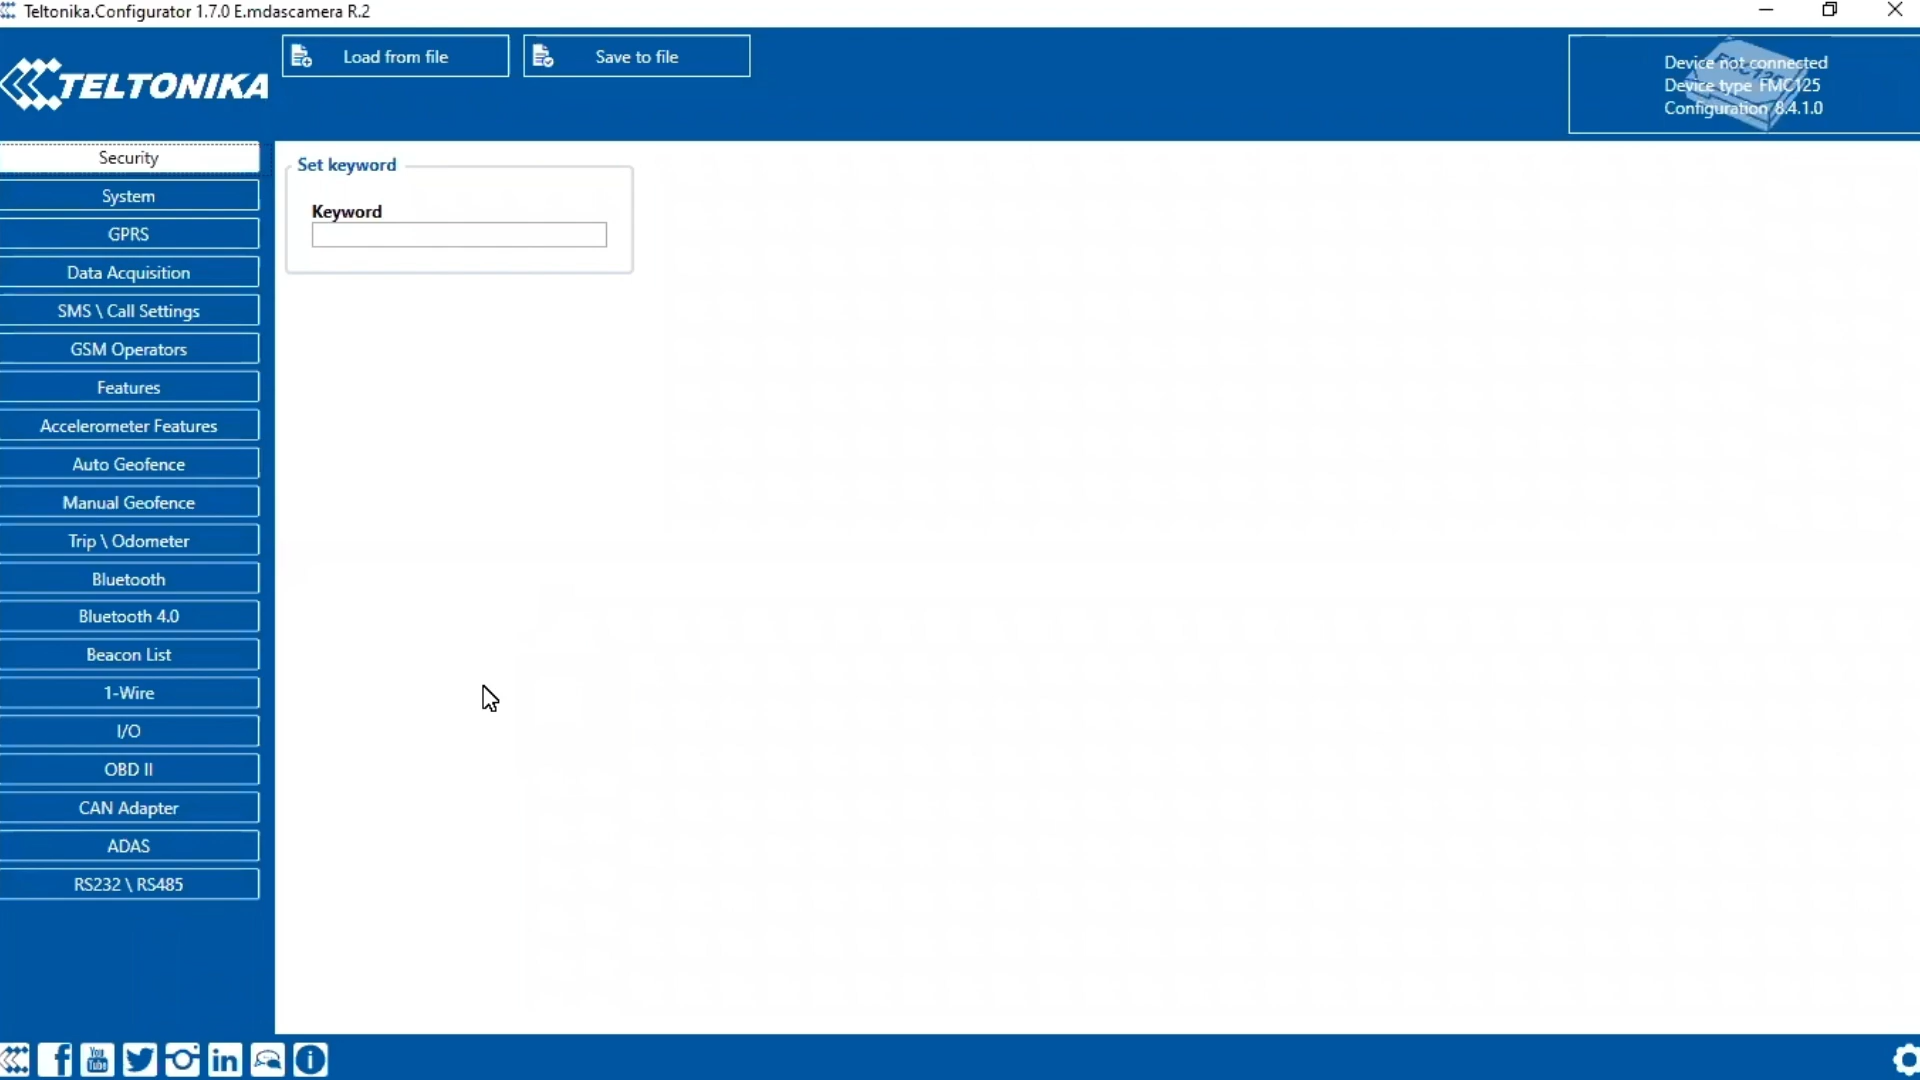 Teltonika.Configurator 1.7.0 E.mdascamera R.2
TELTONIKA
Load from file
Save to file
Device not connected
Device type FMC125
Configuration 8.4.1.0
FMC125
Security
System
GPRS
Data Acquisition
SMS \ Call Settings
GSM Operators
Features
Accelerometer Features
Auto Geofence
Manual Geofence
Trip \ Odometer
Bluetooth
Bluetooth 4.0
Beacon List
1-Wire
I/O
OBD II
CAN Adapter
ADAS
RS232 \ RS485
Set keyword
Keyword
You
Tube